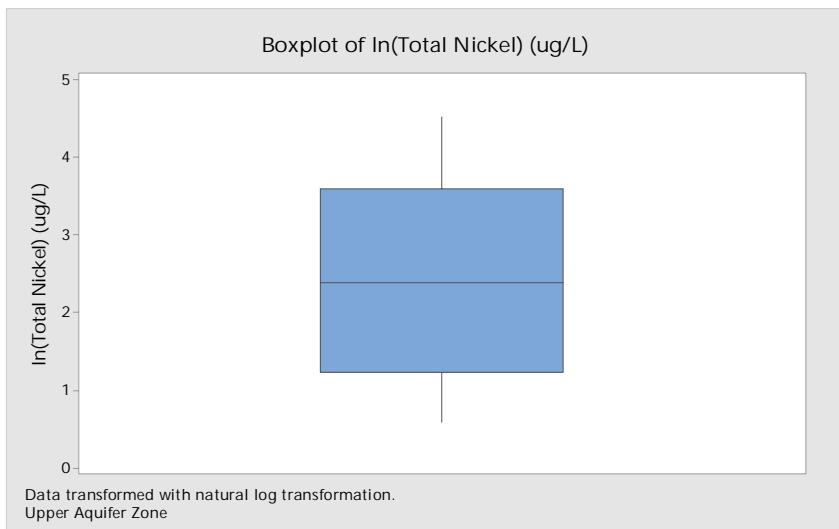 Boxplot of ln(Total Nickel) (ug/L)
ln(Total Nickel) (ug/L)
5
4
3
2
1
0
Data transformed with natural log transformation.
Upper Aquifer Zone